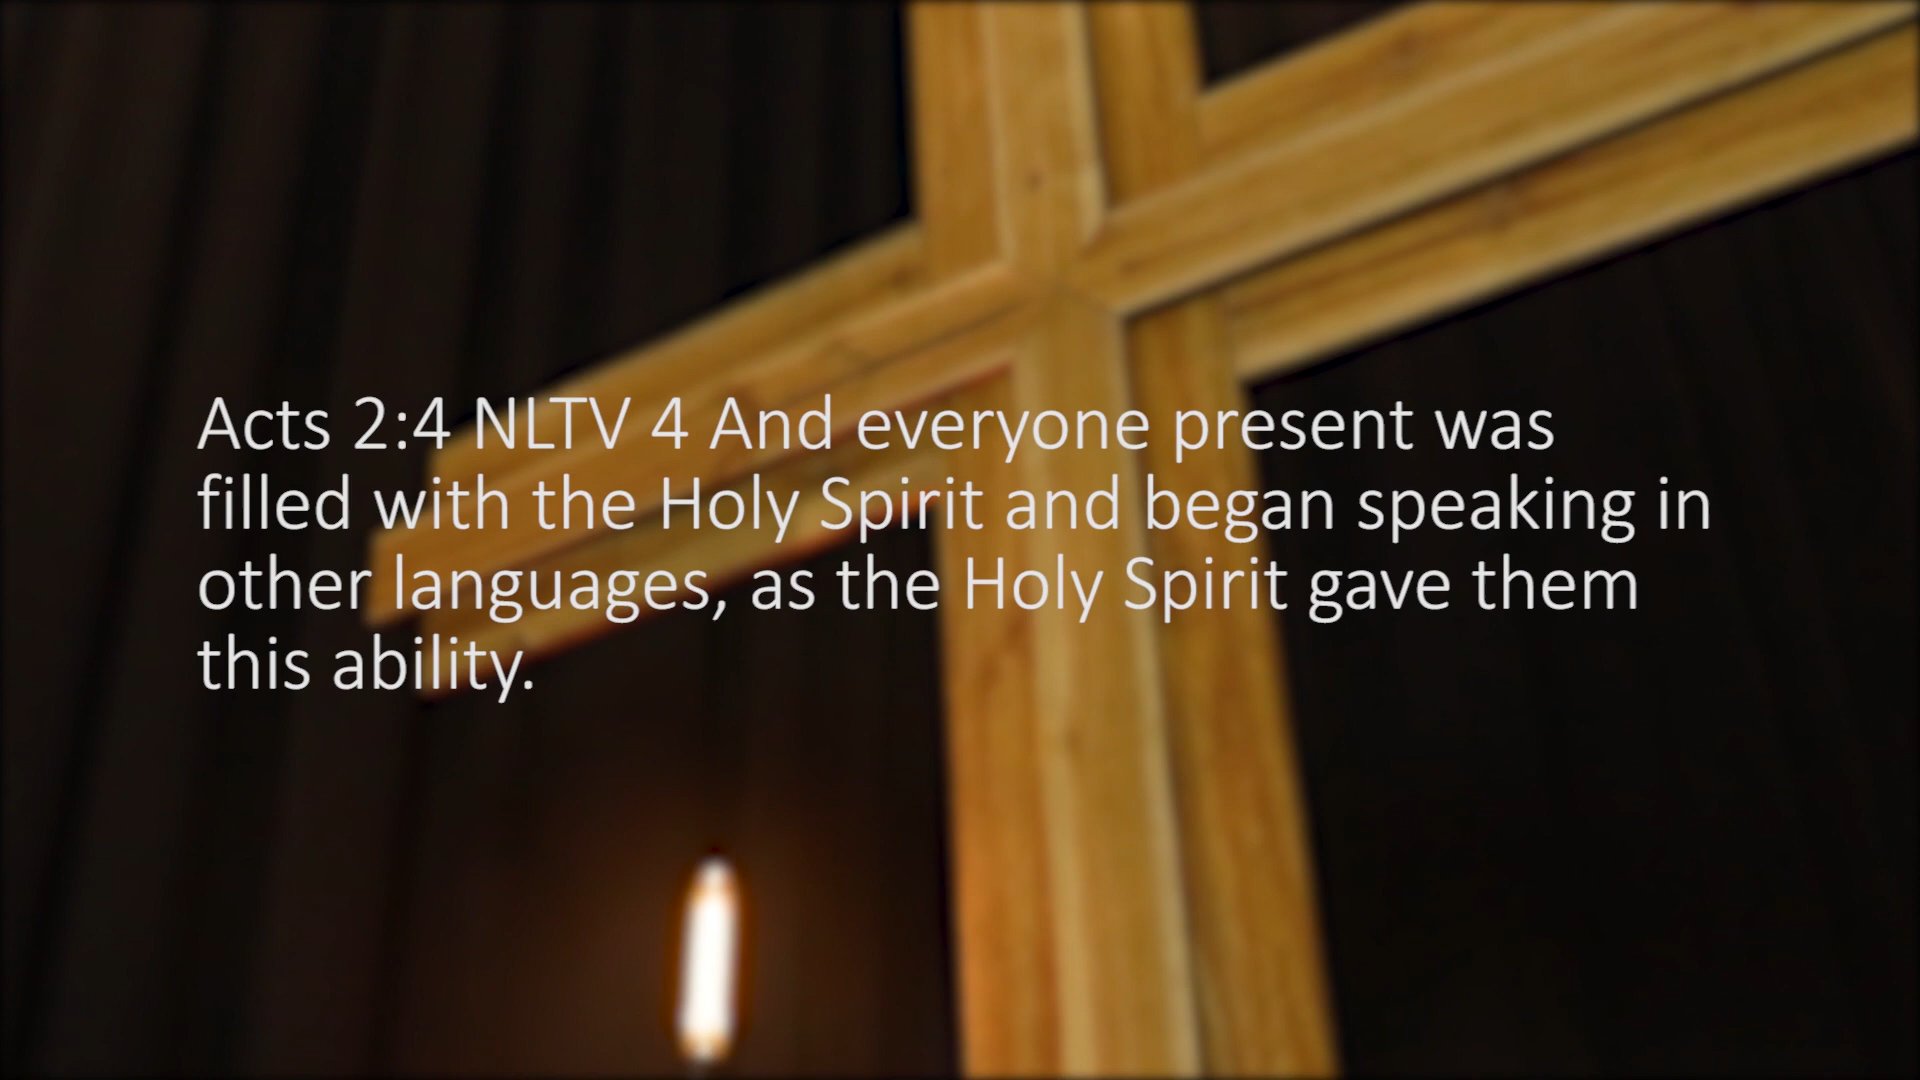 Acts 2:4 NLTV 4 And everyone present was
filled with the Holy Spirit and began speaking in
other languages, as the Holy Spirit gave them
this ability.